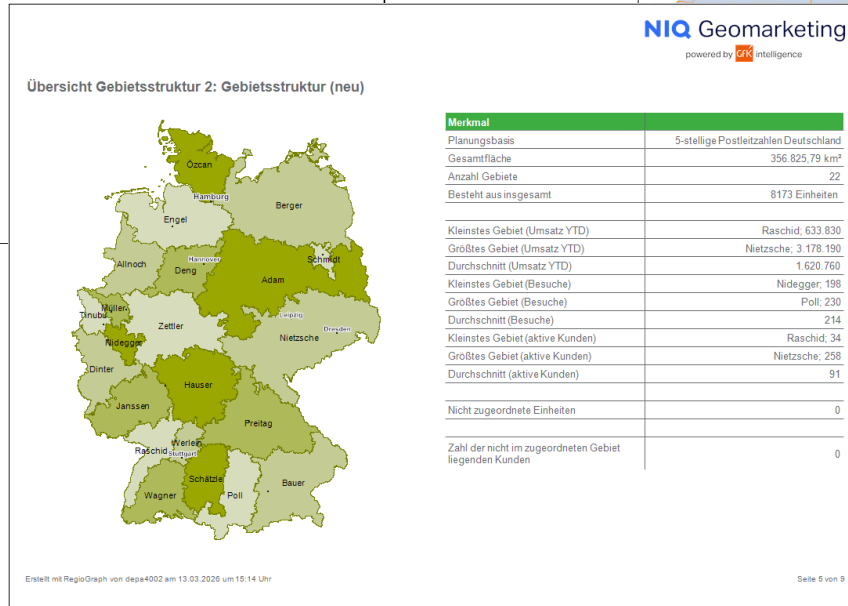 NIQ Geomarketing
powered by GfK intelligence
Übersicht Gebietsstruktur 2: Gebietsstruktur (neu)
Özcan
Hamburg
Berger
Engel
Allnoch
Hannover
Deng
Schmidt
Adam
Müller
Tinubu
Zettler
Leipzig
Dresden
Nietzsche
Nidegger
Dinter
Hauser
Janssen
Freitag
Werlein
Raschid
Stuttgart
Schätzle
Wagner
Poll
Bauer
Merkmal
Planungsbasis 5-stellige Postleitzahlen Deutschland
Gesamtfläche 356.825,79 km²
Anzahl Gebiete 22
Besteht aus insgesamt 8173 Einheiten
Kleinstes Gebiet (Umsatz YTD) Raschid; 633.830
Größtes Gebiet (Umsatz YTD) Nietzsche; 3.178.190
Durchschnitt (Umsatz YTD) 1.620.760
Kleinstes Gebiet (Besuche) Nidegger; 198
Größtes Gebiet (Besuche) Poll; 230
Durchschnitt (Besuche) 214
Kleinstes Gebiet (aktive Kunden) Raschid; 34
Größtes Gebiet (aktive Kunden) Nietzsche; 258
Durchschnitt (aktive Kunden) 91
Nicht zugeordnete Einheiten 0
Zahl der nicht im zugeordneten Gebiet
liegenden Kunden 0
Erstellt mit RegioGraph von depa4002 am 13.03.2026 um 15:14 Uhr
Seite 5 von 9